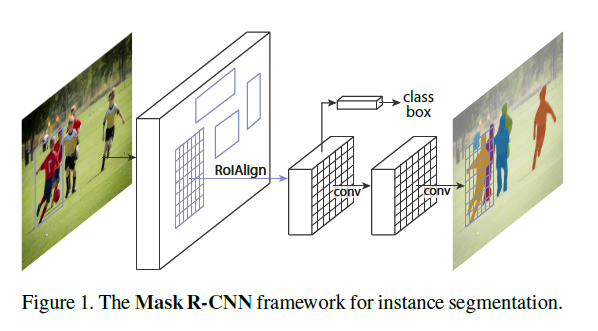 class
box
RoIAlign
conv
conv
Figure 1. The Mask R-CNN framework for instance segmentation.